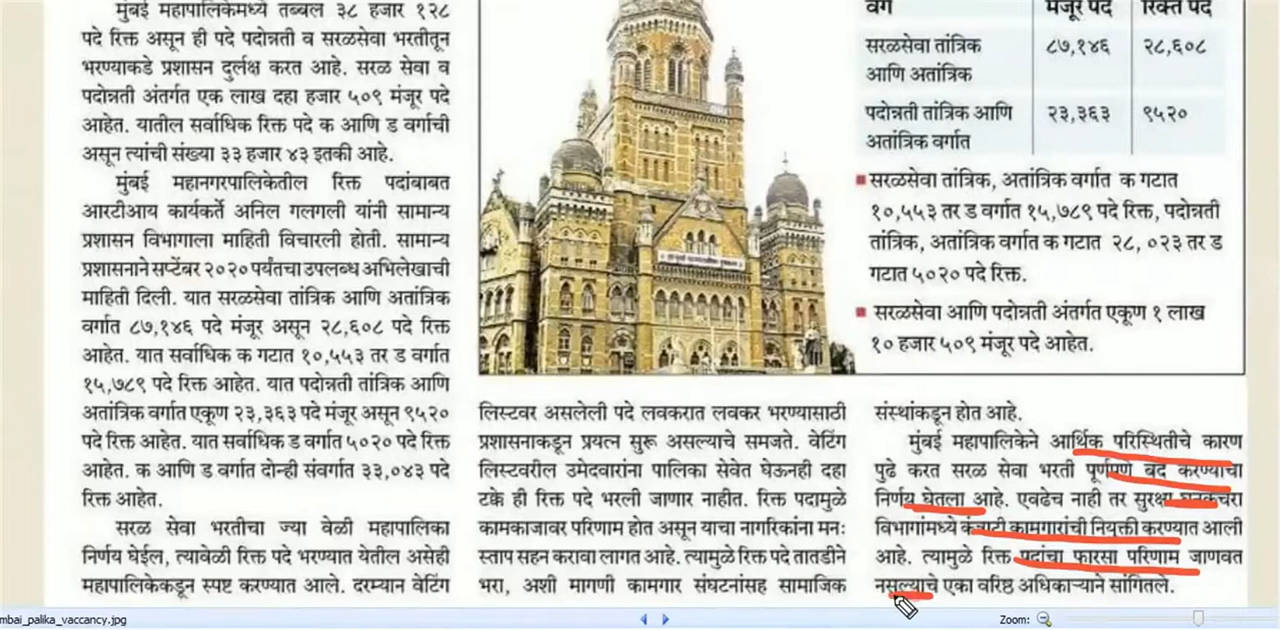 मुंबई महापालिकेमध्ये तब्बल ३८ हजार १२८
पदे रिक्त असून ही पदे पदोन्नती व सरळसेवा भरतीतून
भरण्याकडे प्रशासन दुर्लक्ष करत आहे. सरळ सेवा व
पदोन्नती अंतर्गत एक लाख दहा हजार ५०९ मंजूर पदे
आहेत. यातील सर्वाधिक रिक्त पदे क आणि ड वर्गाची
असून त्यांची संख्या ३३ हजार ४३ इतकी आहे.
मुंबई महानगरपालिकेतील रिक्त पदांबाबत
आरटीआय कार्यकर्ते अनिल गलगली यांनी सामान्य
प्रशासन विभागाला माहिती विचारली होती. सामान्य
प्रशासनाने सप्टेंबर २०२० पर्यंतचा उपलब्ध अभिलेखाची
माहिती दिली. यात सरळसेवा तांत्रिक आणि अतांत्रिक
वर्गात ८७,१४६ पदे मंजूर असून २८,६०८ पदे रिक्त
आहेत. यात सर्वाधिक क गटात १०,५५३ तर ड वर्गात
१५,७८९ पदे रिक्त आहेत. यात पदोन्नती तांत्रिक आणि
अतांत्रिक वर्गात एकूण २३,३६३ पदे मंजूर असून ९५२०
पदे रिक्त आहेत. यात सर्वाधिक ड वर्गात ५०२० पदे रिक्त
आहेत. क आणि ड वर्गात दोन्ही संवर्गात ३३,०४३ पदे
रिक्त आहेत.
सरळ सेवा भरतीचा ज्या वेळी महापालिका
निर्णय घेईल, त्यावेळी रिक्त पदे भरण्यात येतील असेही
महापालिकेकडून स्पष्ट करण्यात आले. दरम्यान वेटिंग
वर्ग मंजूर पदे रिक्त पदे
सरळसेवा तांत्रिक ८७,१४६ २८,६०८
आणि अतांत्रिक
पदोन्नती तांत्रिक आणि २३,३६३ ९५२०
अतांत्रिक वर्गात
सरळसेवा तांत्रिक, अतांत्रिक वर्गात क गटात
१०,५५३ तर ड वर्गात १५,७८९ पदे रिक्त, पदोन्नती
तांत्रिक, अतांत्रिक वर्गात क गटात २८, ०२३ तर ड
गटात ५०२० पदे रिक्त.
सरळसेवा आणि पदोन्नती अंतर्गत एकूण १ लाख
१० हजार ५०९ मंजूर पदे आहेत.
लिस्टवर असलेली पदे लवकरात लवकर भरण्यासाठी
प्रशासनाकडून प्रयत्न सुरू असल्याचे समजते. वेटिंग
लिस्टवरील उमेदवारांना पालिका सेवेत घेऊनही दहा
टक्के ही रिक्त पदे भरली जाणार नाहीत. रिक्त पदामुळे
कामकाजावर परिणाम होत असून याचा नागरिकांना मनः
स्ताप सहन करावा लागत आहे. त्यामुळे रिक्त पदे तातडीने
भरा, अशी मागणी कामगार संघटनांसह सामाजिक
संस्थांकडून होत आहे.
मुंबई महापालिकेने आर्थिक परिस्थितीचे कारण
पुढे करत सरळ सेवा भरती पूर्णपणे बंद करण्याचा
निर्णय घेतला आहे. एवढेच नाही तर सुरक्षा घनकचरा
विभागांमध्ये कंत्राटी कामगारांची नियुक्ती करण्यात आली
आहे. त्यामुळे रिक्त पदांचा फारसा परिणाम जाणवत
नसल्याचे एका वरिष्ठ अधिकाऱ्याने सांगितले.
mbai_palika_vaccancy.jpg
Zoom: